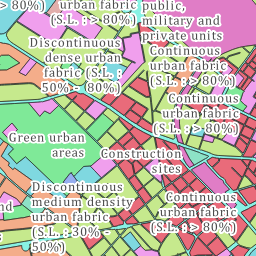 > 80%)
urban fabric
(S.L. : > 80%)
public,
military and
private units
Discontinuous
dense urban
fabric (S.L. :
50% - 80%)
Continuous
urban fabric
(S.L. : > 80%)
Continuous
urban fabric
(S.L. : > 80%)
Green urban
areas
Construction
sites
Discontinuous
medium density
urban fabric
(S.L. : 30% -
50%)
Continuous
urban fabric
(S.L. : > 80%)
nd